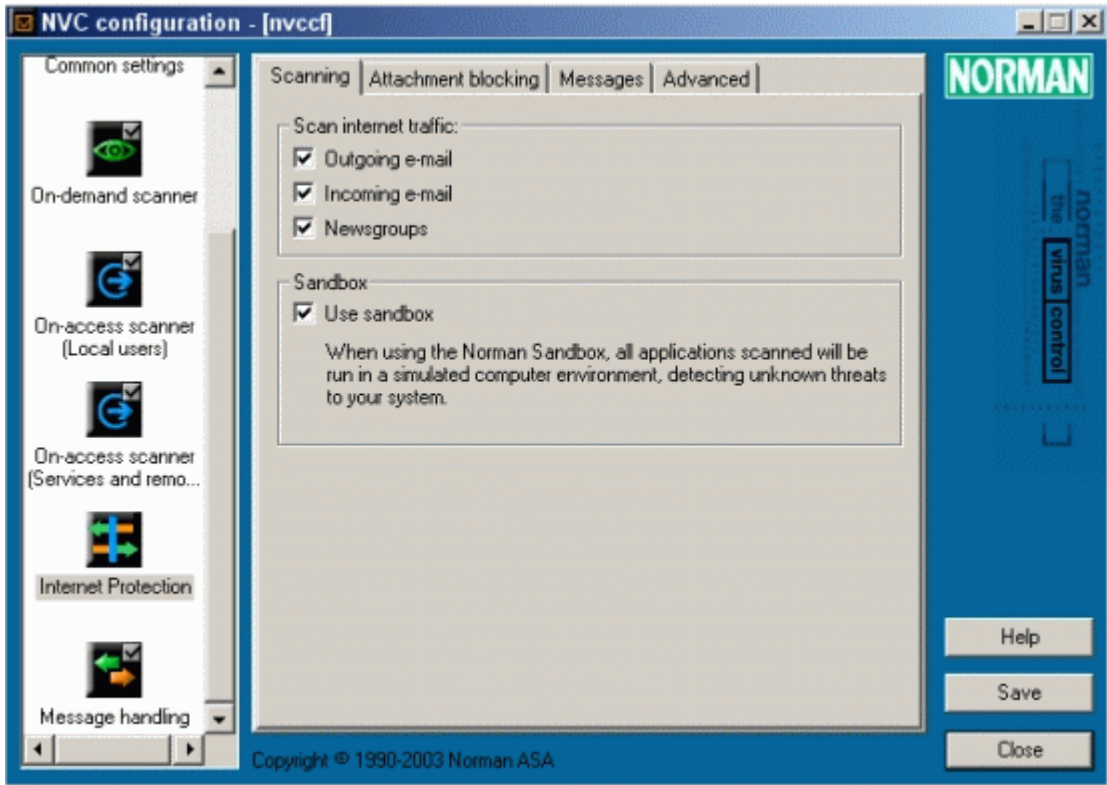 NVC configuration - [nvccf]
Common settings
On-demand scanner
On-access scanner
(Local users)
On-access scanner
(Services and remo...
Internet Protection
Message handling
Scanning
Attachment blocking
Messages
Advanced
Scan internet traffic:
Outgoing e-mail
Incoming e-mail
Newsgroups
Sandbox
Use sandbox
When using the Norman Sandbox, all applications scanned will be
run in a simulated computer environment, detecting unknown threats
to your system.
NORMAN
norman
the virus control
Help
Save
Close
Copyright © 1990-2003 Norman ASA